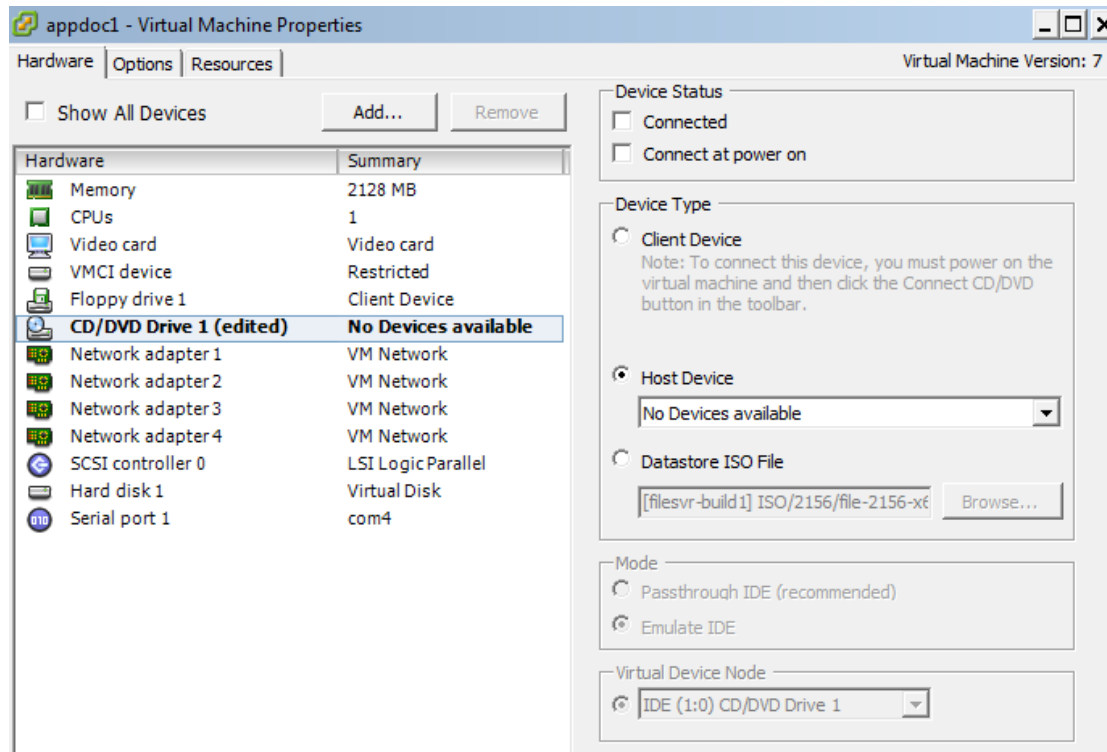 appdoc1 - Virtual Machine Properties
Hardware Options Resources Virtual Machine Version: 7
Show All Devices Add... Remove
Hardware Summary
Memory 2128 MB
CPUs 1
Video card Video card
VMCI device Restricted
Floppy drive 1 Client Device
CD/DVD Drive 1 (edited) No Devices available
Network adapter 1 VM Network
Network adapter 2 VM Network
Network adapter 3 VM Network
Network adapter 4 VM Network
SCSI controller 0 LSI Logic Parallel
Hard disk 1 Virtual Disk
Serial port 1 com4
Device Status
Connected
Connect at power on
Device Type
Client Device
Note: To connect this device, you must power on the
virtual machine and then click the Connect CD/DVD
button in the toolbar.
Host Device
No Devices available
Datastore ISO File
[filesvr-build1] ISO/2156/file-2156-x6 Browse...
Mode
Passthrough IDE (recommended)
Emulate IDE
Virtual Device Node
IDE (1:0) CD/DVD Drive 1